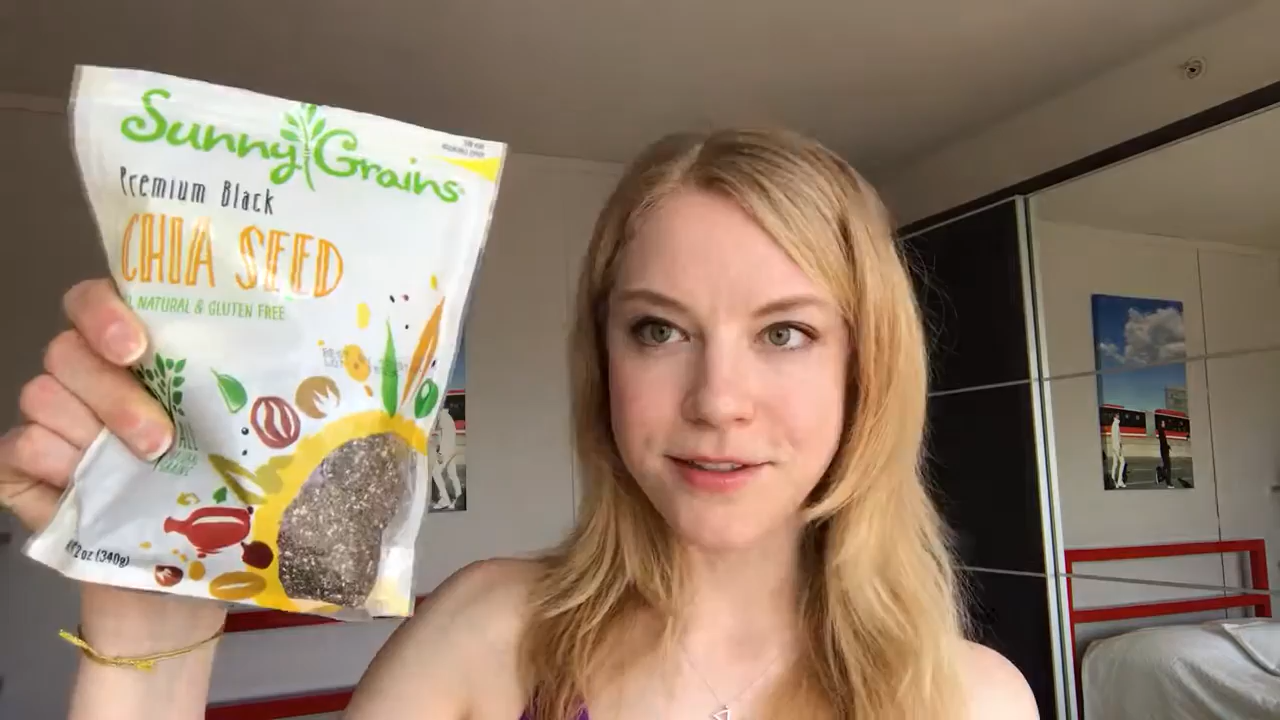 Sunny Grains
Premium Black
CHIA SEED
NATURAL & GLUTEN FREE
2 oz (340g)